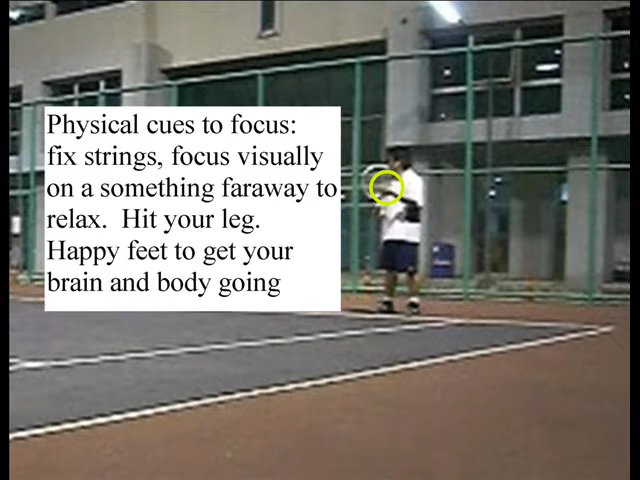 Physical cues to focus:
fix strings, focus visually
on a something faraway to
relax.  Hit your leg.
Happy feet to get your
brain and body going